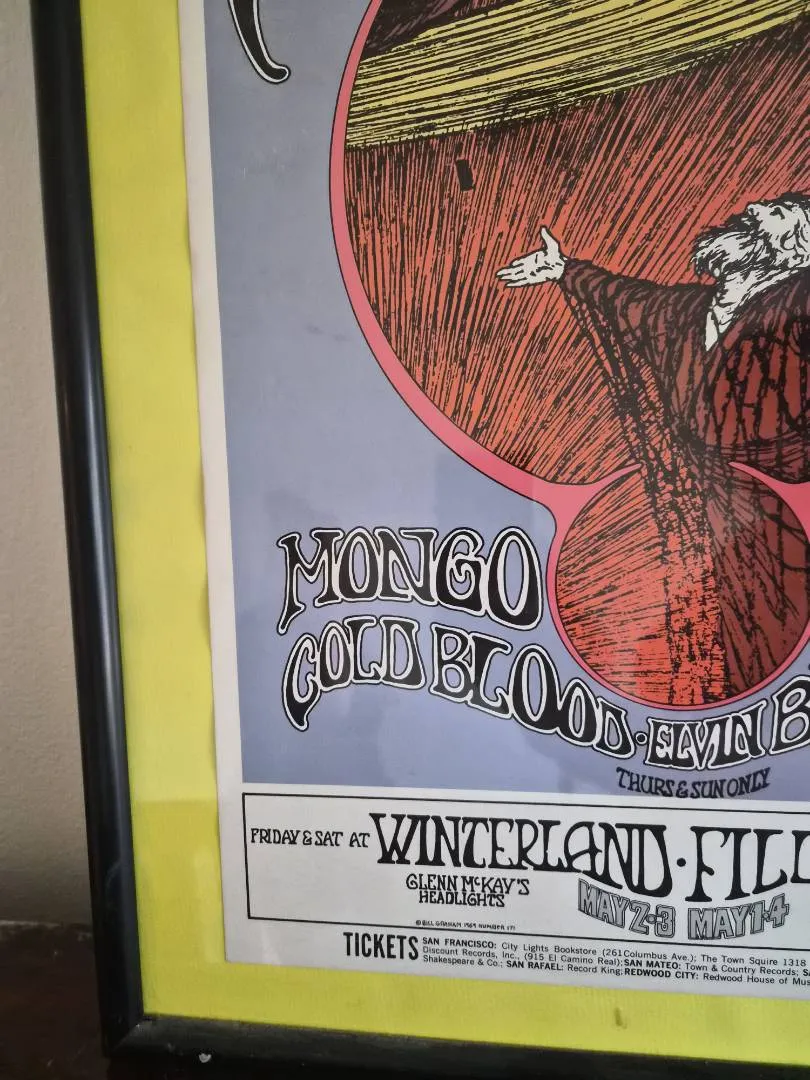 MONGO
COLD BLOOD · ELVIN B
THURS & SUN ONLY
FRIDAY & SAT AT WINTERLAND · FILL
GLENN McKAY'S
HEADLIGHTS
MAY 2·3 MAY 1·4
© BILL GRAHAM 1969 NUMBER 171
TICKETS SAN FRANCISCO: City Lights Bookstore (261 Columbus Ave.); The Town Squire 1318
Discount Records, Inc., (915 El Camino Real); SAN MATEO: Town & Country Records; S
Shakespeare & Co.; SAN RAFAEL: Record King; REDWOOD CITY: Redwood House of Mus